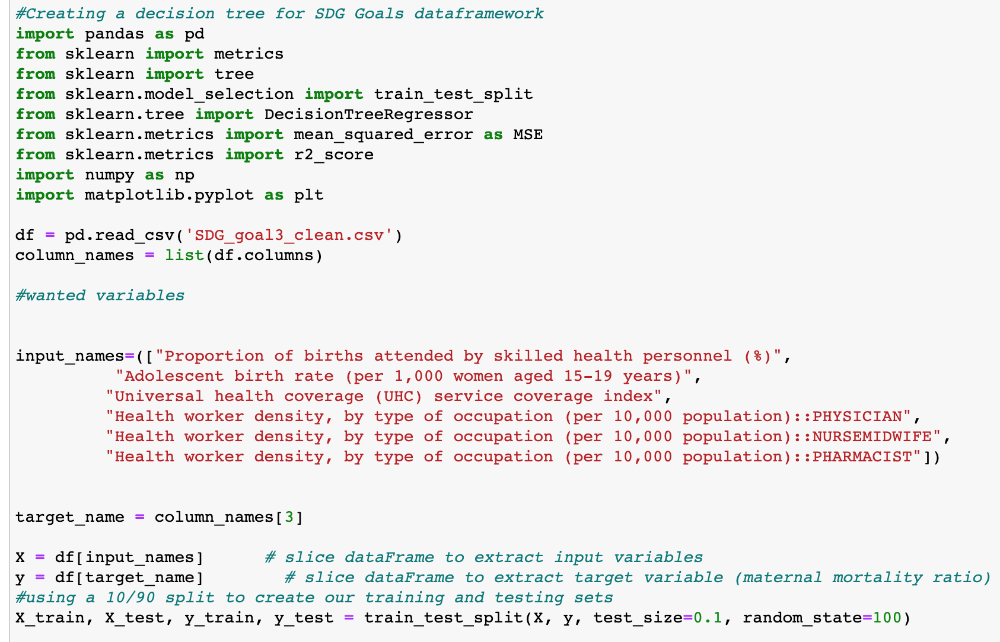 #Creating a decision tree for SDG Goals dataframework
import pandas as pd
from sklearn import metrics
from sklearn import tree
from sklearn.model_selection import train_test_split
from sklearn.tree import DecisionTreeRegressor
from sklearn.metrics import mean_squared_error as MSE
from sklearn.metrics import r2_score
import numpy as np
import matplotlib.pyplot as plt
df = pd.read_csv('SDG_goal3_clean.csv')
column_names = list(df.columns)
#wanted variables
input_names=(["Proportion of births attended by skilled health personnel (%)",
"Adolescent birth rate (per 1,000 women aged 15-19 years)",
"Universal health coverage (UHC) service coverage index",
"Health worker density, by type of occupation (per 10,000 population)::PHYSICIAN",
"Health worker density, by type of occupation (per 10,000 population)::NURSEMIDWIFE",
"Health worker density, by type of occupation (per 10,000 population)::PHARMACIST"])
target_name = column_names[3]
X = df[input_names] # slice dataFrame to extract input variables
y = df[target_name] # slice dataFrame to extract target variable (maternal mortality ratio)
#using a 10/90 split to create our training and testing sets
X_train, X_test, y_train, y_test = train_test_split(X, y, test_size=0.1, random_state=100)